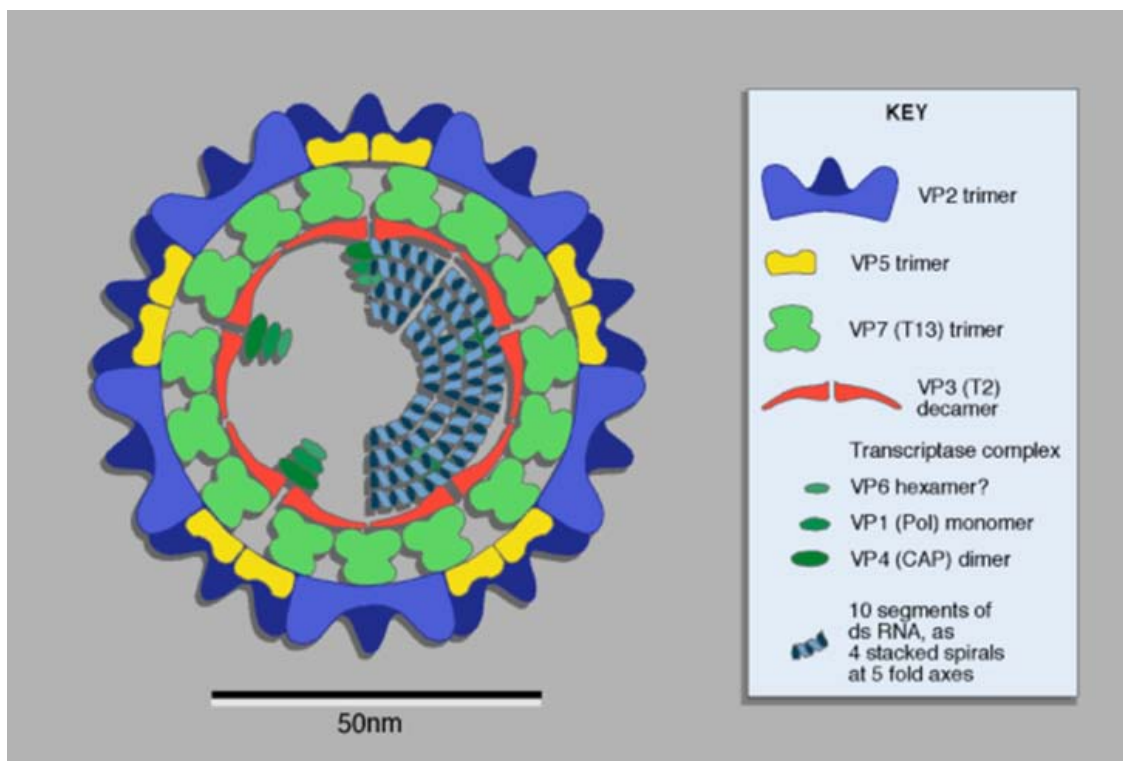 KEY
VP2 trimer
VP5 trimer
VP7 (T13) trimer
VP3 (T2)
decamer
Transcriptase complex
VP6 hexamer?
VP1 (Pol) monomer
VP4 (CAP) dimer
10 segments of
ds RNA, as
4 stacked spirals
at 5 fold axes
50nm